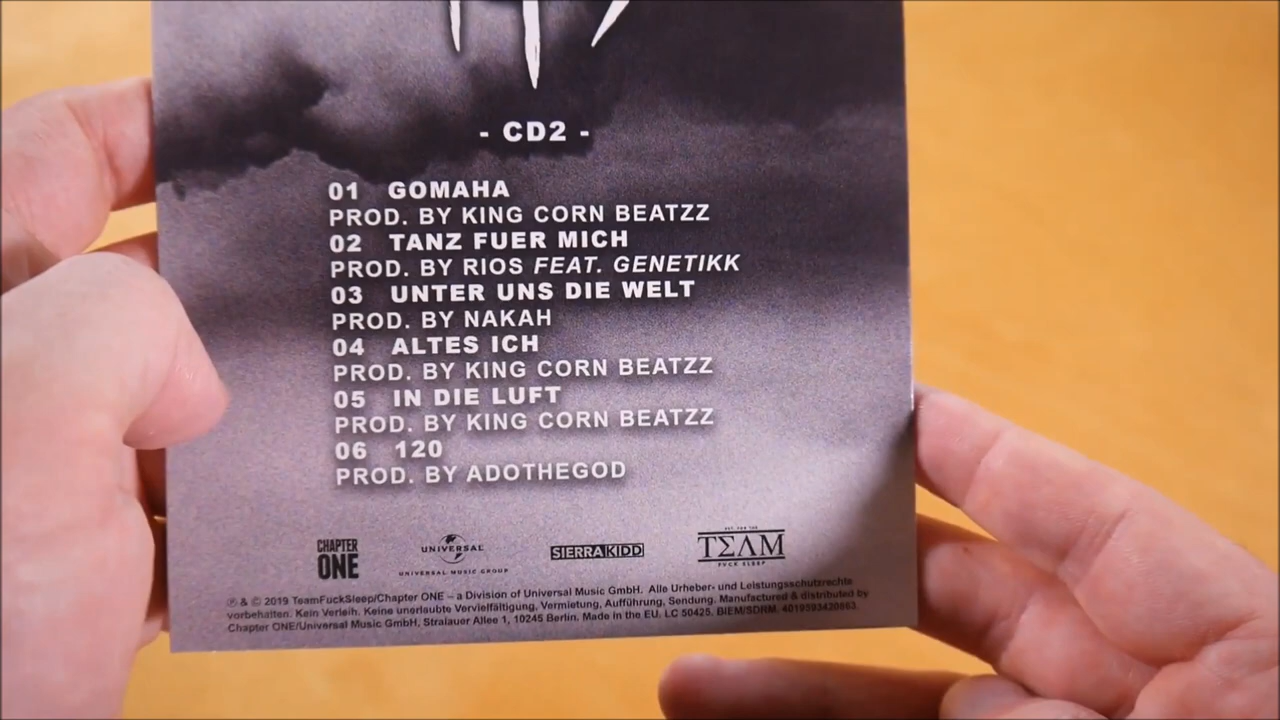 - CD2 -
01 GOMAHA
PROD. BY KING CORN BEATZZ
02 TANZ FUER MICH
PROD. BY RIOS FEAT. GENETIKK
03 UNTER UNS DIE WELT
PROD. BY NAKAH
04 ALTES ICH
PROD. BY KING CORN BEATZZ
05 IN DIE LUFT
PROD. BY KING CORN BEATZZ
06 120
PROD. BY ADOTHEGOD
CHAPTER
ONE
UNIVERSAL
UNIVERSAL MUSIC GROUP
SIERRA KIDD
TΣΛM
FVCK SLEEP
℗ & © 2019 TeamFuckSleep/Chapter ONE – a Division of Universal Music GmbH. Alle Urheber- und Leistungsschutzrechte
vorbehalten. Kein Verleih. Keine unerlaubte Vervielfältigung, Vermietung, Aufführung, Sendung. Manufactured & distributed by
Chapter ONE/Universal Music GmbH, Stralauer Allee 1, 10245 Berlin. Made in the EU. LC 50425. BIEM/SDRM. 4019593420863.